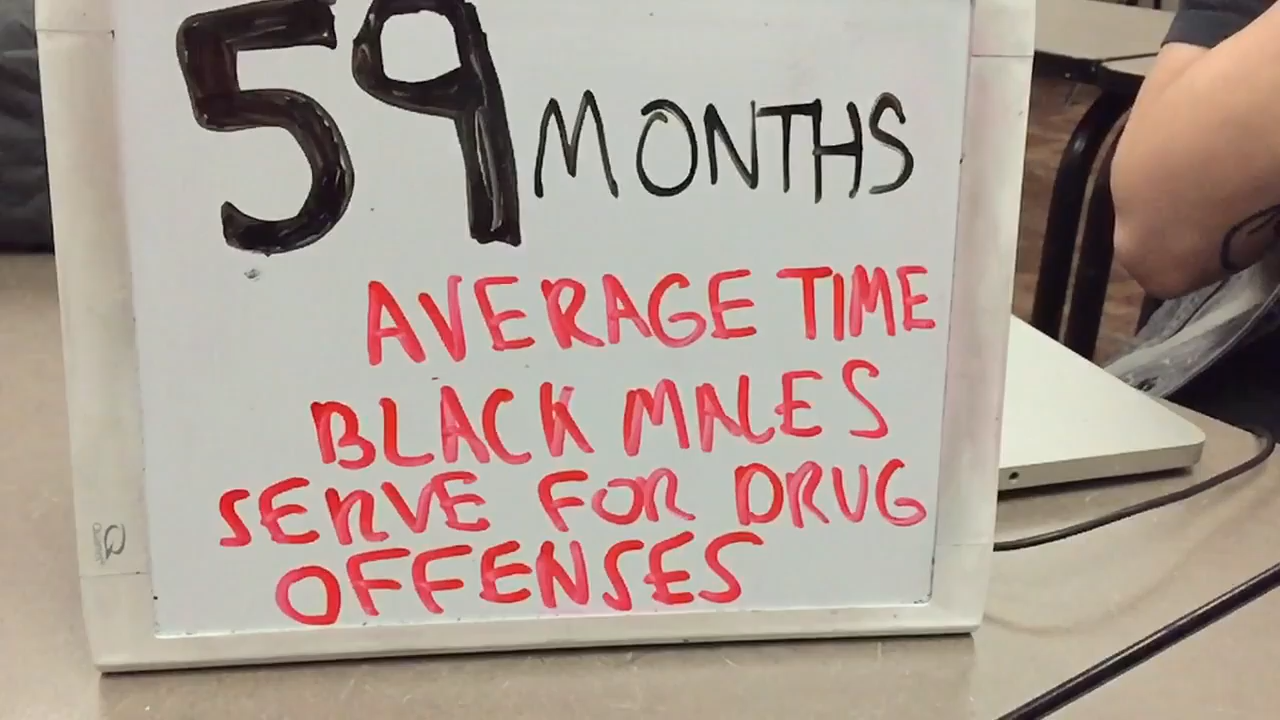 59 MONTHS
AVERAGE TIME
BLACK MALES
SERVE FOR DRUG
OFFENSES